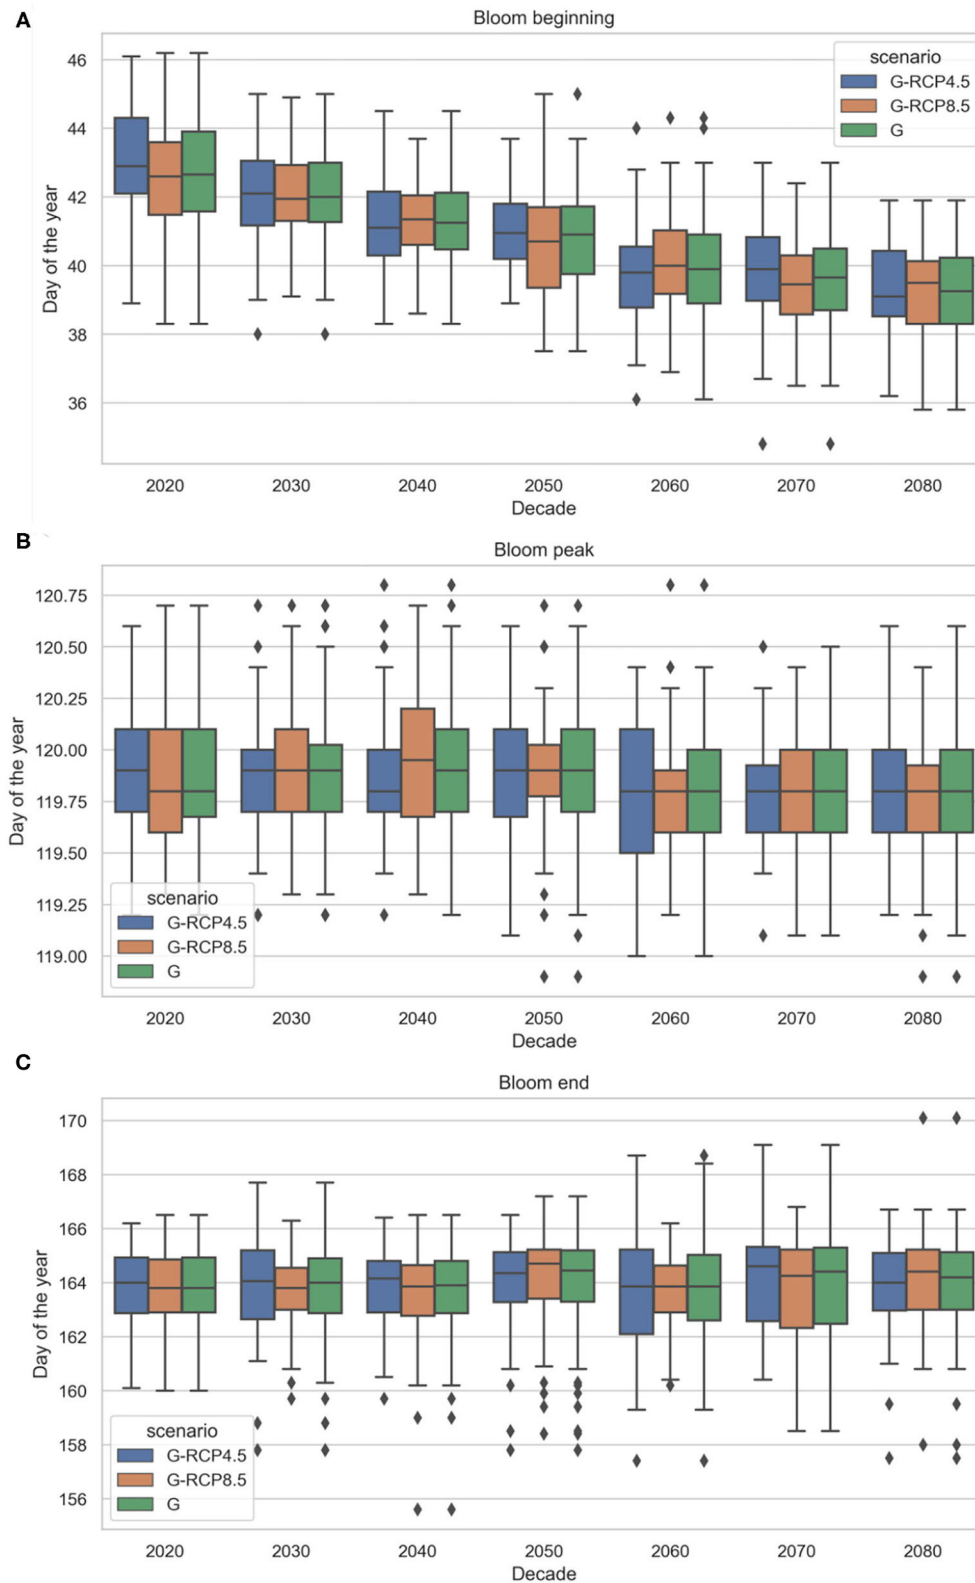 A
Bloom beginning
46
44
42
40
38
36
Day of the year
scenario
G-RCP4.5
G-RCP8.5
G
2020 2030 2040 2050 2060 2070 2080
Decade
B
Bloom peak
120.75
120.50
120.25
120.00
119.75
119.50
119.25
119.00
Day of the year
scenario
G-RCP4.5
G-RCP8.5
G
2020 2030 2040 2050 2060 2070 2080
Decade
C
Bloom end
170
168
166
164
162
160
158
156
Day of the year
scenario
G-RCP4.5
G-RCP8.5
G
2020 2030 2040 2050 2060 2070 2080
Decade